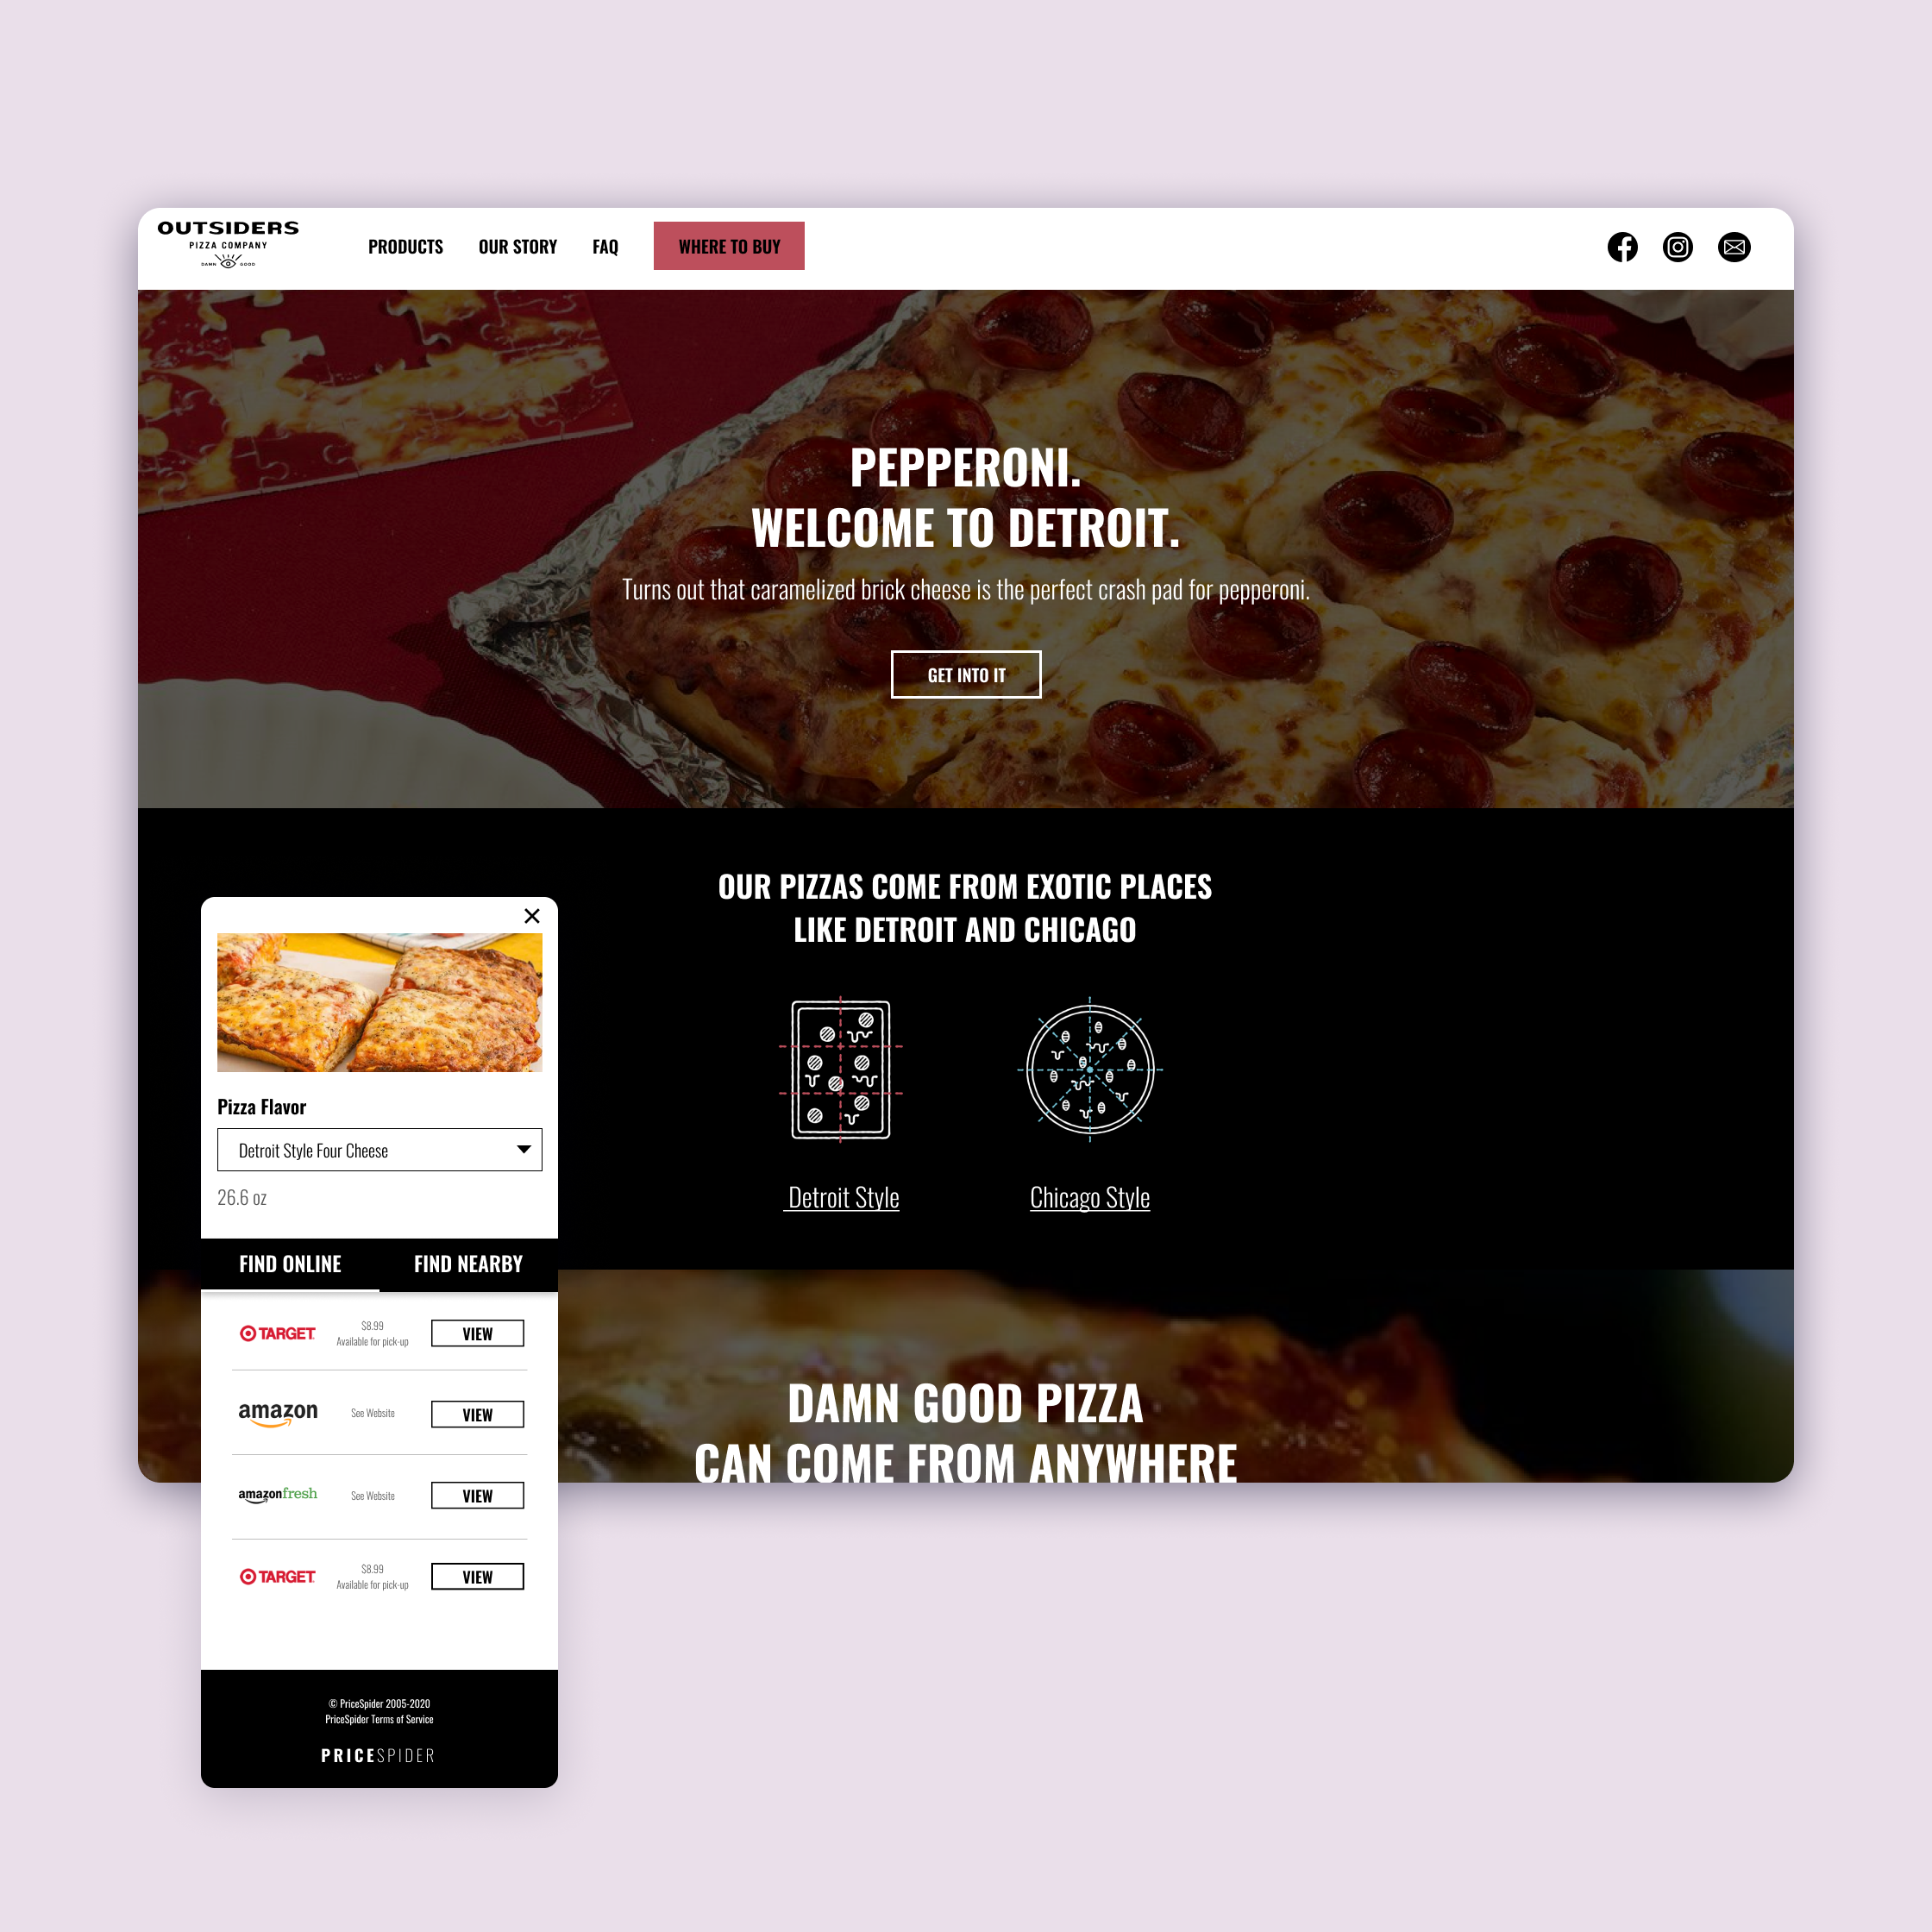 OUTSIDERS
PIZZA COMPANY
DAMN GOOD
PRODUCTS
OUR STORY
FAQ
WHERE TO BUY
PEPPERONI.
WELCOME TO DETROIT.
Turns out that caramelized brick cheese is the perfect crash pad for pepperoni.
GET INTO IT
OUR PIZZAS COME FROM EXOTIC PLACES
LIKE DETROIT AND CHICAGO
Detroit Style
Chicago Style
DAMN GOOD PIZZA
CAN COME FROM ANYWHERE
Pizza Flavor
Detroit Style Four Cheese
26.6 oz
FIND ONLINE
FIND NEARBY
TARGET
$8.99
Available for pick-up
VIEW
amazon
See Website
VIEW
amazonfresh
See Website
VIEW
TARGET
$8.99
Available for pick-up
VIEW
© PriceSpider 2005-2020
PriceSpider Terms of Service
PRICESPIDER